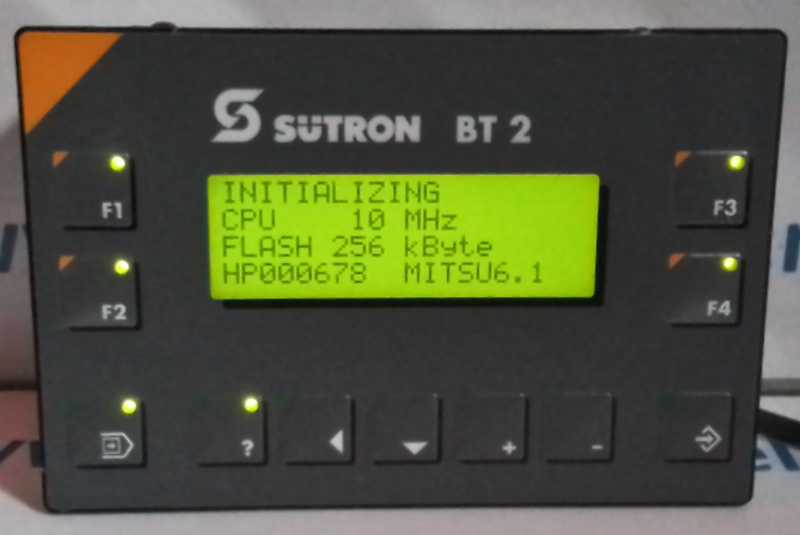 SÜTRON BT 2
INITIALIZING
CPU    10 MHz
FLASH 256 kByte
HP000678  MITSU6.1
F1
F3
F2
F4
?
+
-